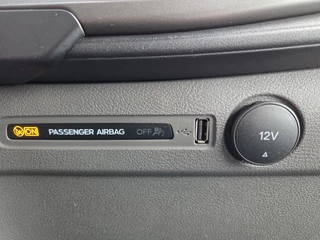 ON PASSENGER AIRBAG OFF
12V